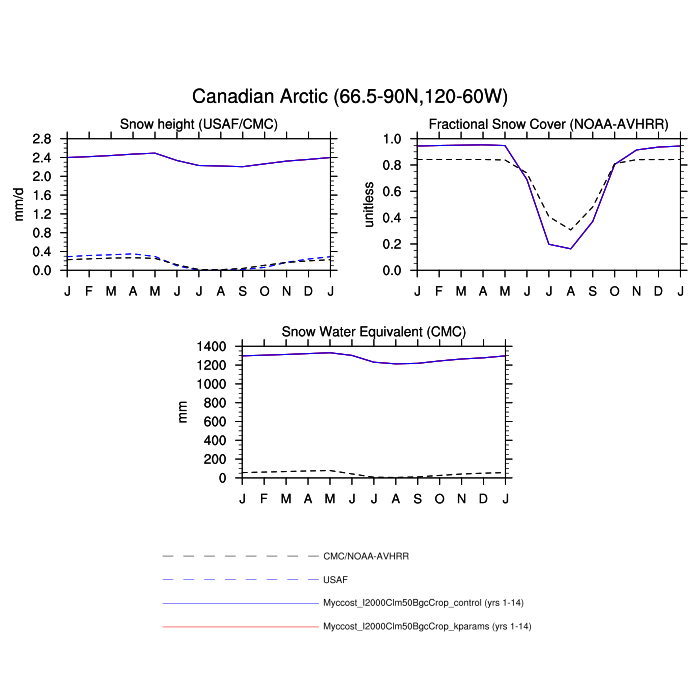 Canadian Arctic (66.5-90N,120-60W)
Snow height (USAF/CMC)
mm/d
2.8
2.4
2.0
1.6
1.2
0.8
0.4
0.0
J F M A M J J A S O N D J
Fractional Snow Cover (NOAA-AVHRR)
unitless
1.0
0.8
0.6
0.4
0.2
0.0
J F M A M J J A S O N D J
Snow Water Equivalent (CMC)
mm
1400
1200
1000
800
600
400
200
0
J F M A M J J A S O N D J
CMC/NOAA-AVHRR
USAF
Myccost_I2000Clm50BgcCrop_control (yrs 1-14)
Myccost_I2000Clm50BgcCrop_kparams (yrs 1-14)